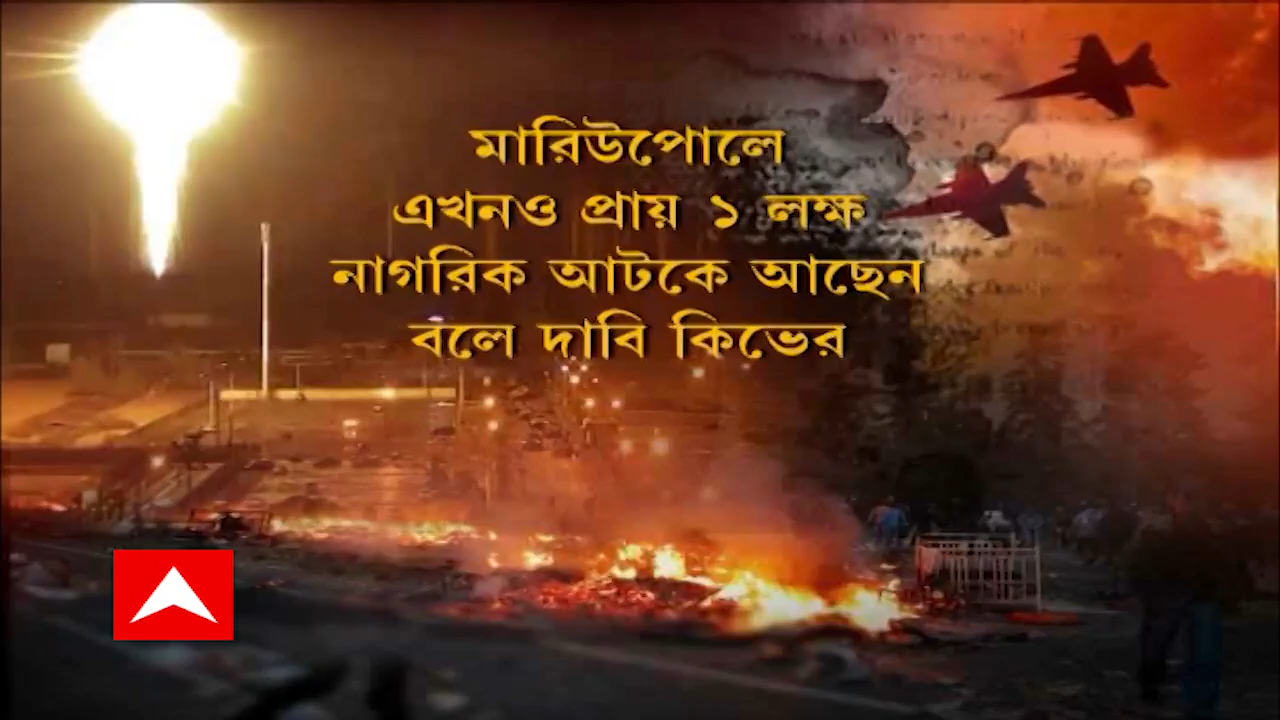 মারিউপোলে
এখনও প্রায় ১ লক্ষ
নাগরিক আটকে আছেন
বলে দাবি কিভের